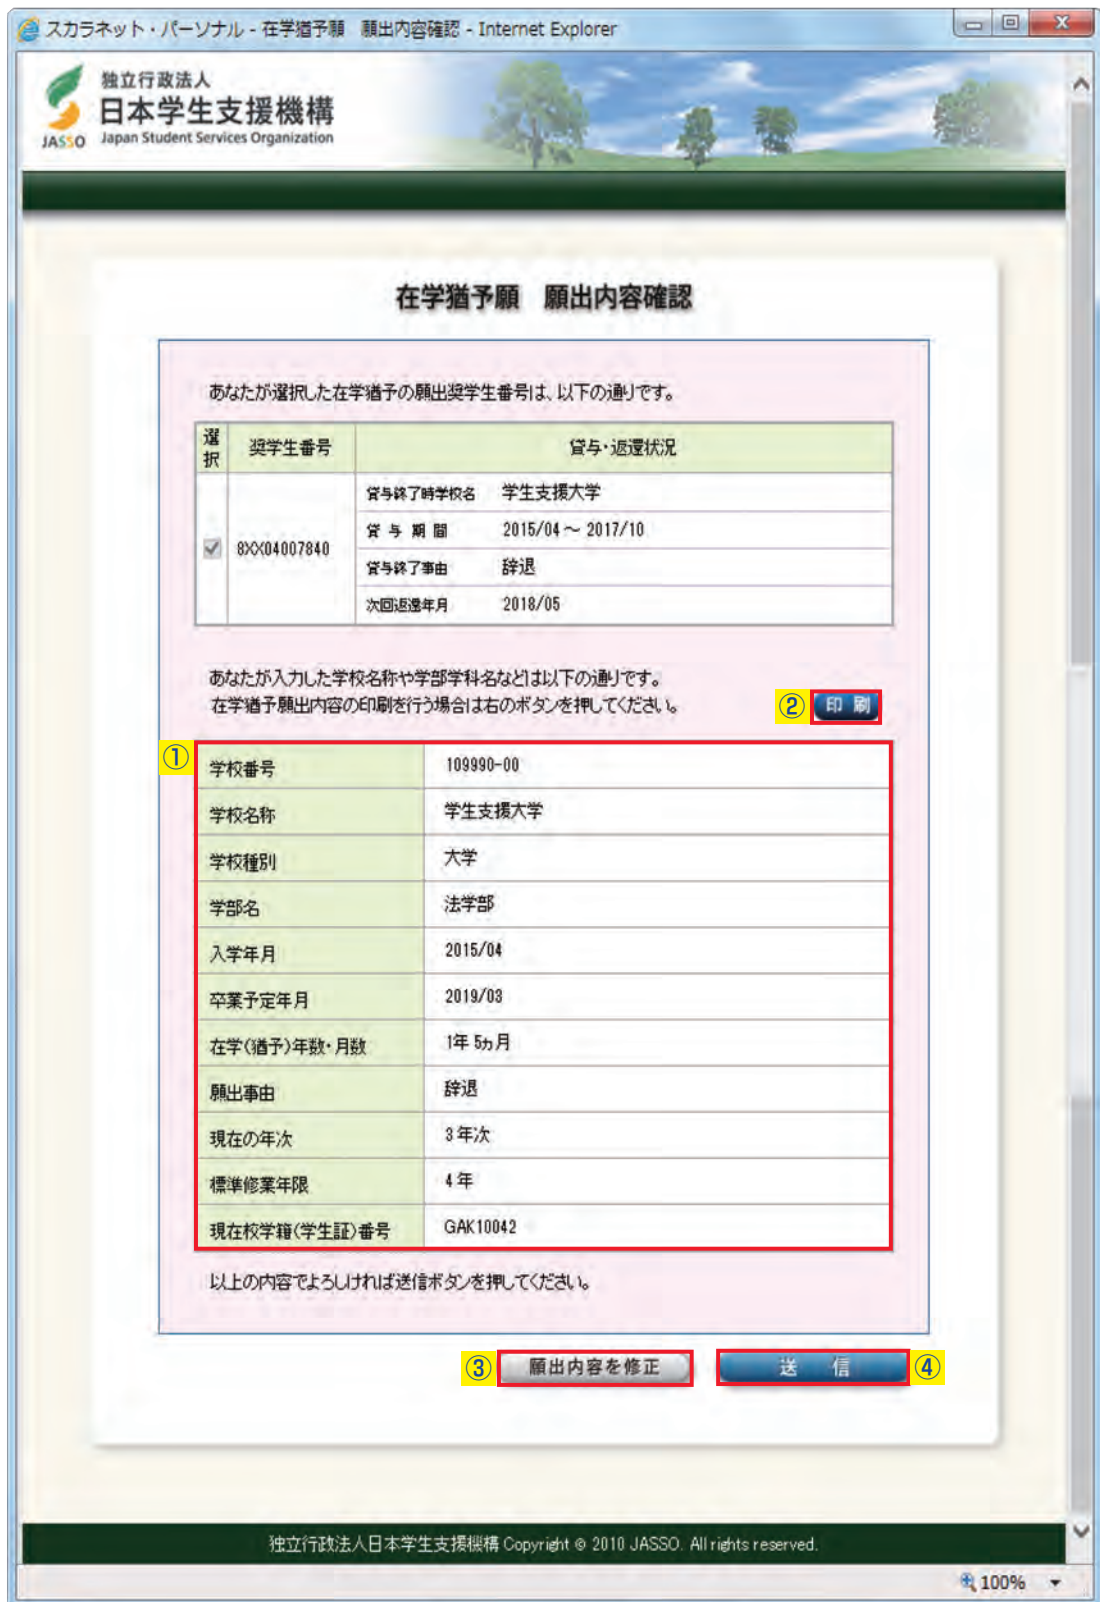 スカラネット・パーソナル - 在学猶予願　願出内容確認 - Internet Explorer
独立行政法人
日本学生支援機構
JASSO Japan Student Services Organization
在学猶予願　願出内容確認
あなたが選択した在学猶予の願出奨学生番号は、以下の通りです。
選択 奨学生番号 貸与・返還状況
貸与終了時学校名 学生支援大学
8XX04007840 貸与期間 2015/04～2017/10
貸与終了事由 辞退
次回返還年月 2018/05
あなたが入力した学校名称や学部学科名などは以下の通りです。
在学猶予願出内容の印刷を行う場合は右のボタンを押してください。
② 印刷
①
学校番号 109990-00
学校名称 学生支援大学
学校種別 大学
学部名 法学部
入学年月 2015/04
卒業予定年月 2019/03
在学(猶予)年数・月数 1年 5ヵ月
願出事由 辞退
現在の年次 3年次
標準修業年限 4年
現在校学籍(学生証)番号 GAK10042
以上の内容でよろしければ送信ボタンを押してください。
③ 願出内容を修正 送信 ④
独立行政法人日本学生支援機構 Copyright © 2010 JASSO. All rights reserved.
100%